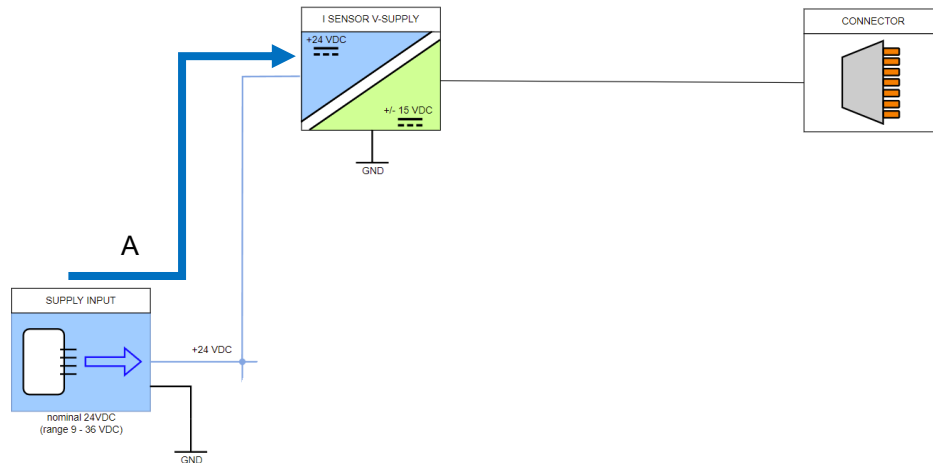 I SENSOR V-SUPPLY
+24 VDC
+/- 15 VDC
GND
CONNECTOR
A
SUPPLY INPUT
+24 VDC
nominal 24VDC
(range 9 - 36 VDC)
GND